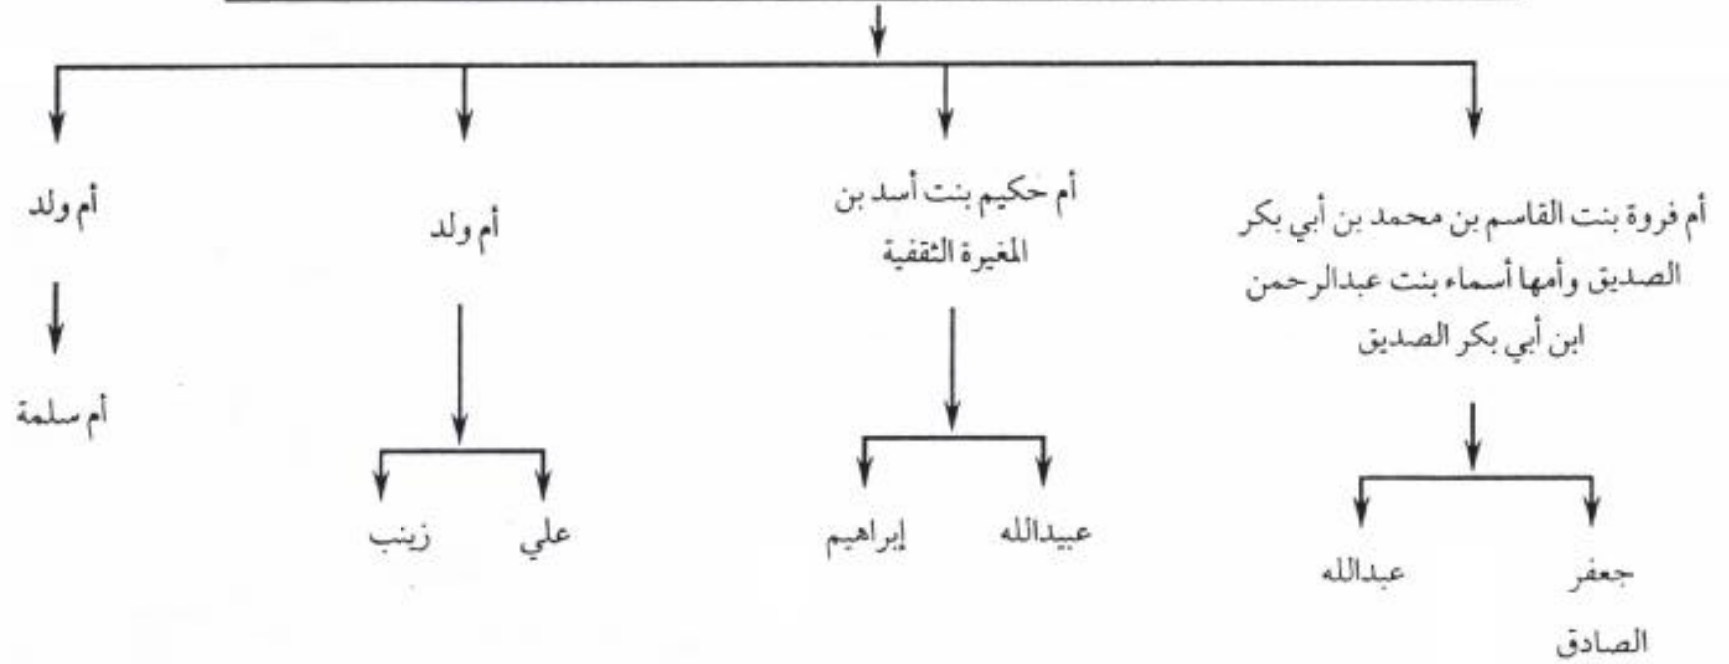 أم فروة بنت القاسم بن محمد بن أبي بكر
الصديق وأمها أسماء بنت عبدالرحمن
ابن أبي بكر الصديق
جعفر
الصادق
عبدالله
أم حكيم بنت أسد بن
المغيرة الثقفية
عبيدالله
إبراهيم
أم ولد
علي
زينب
أم ولد
أم سلمة